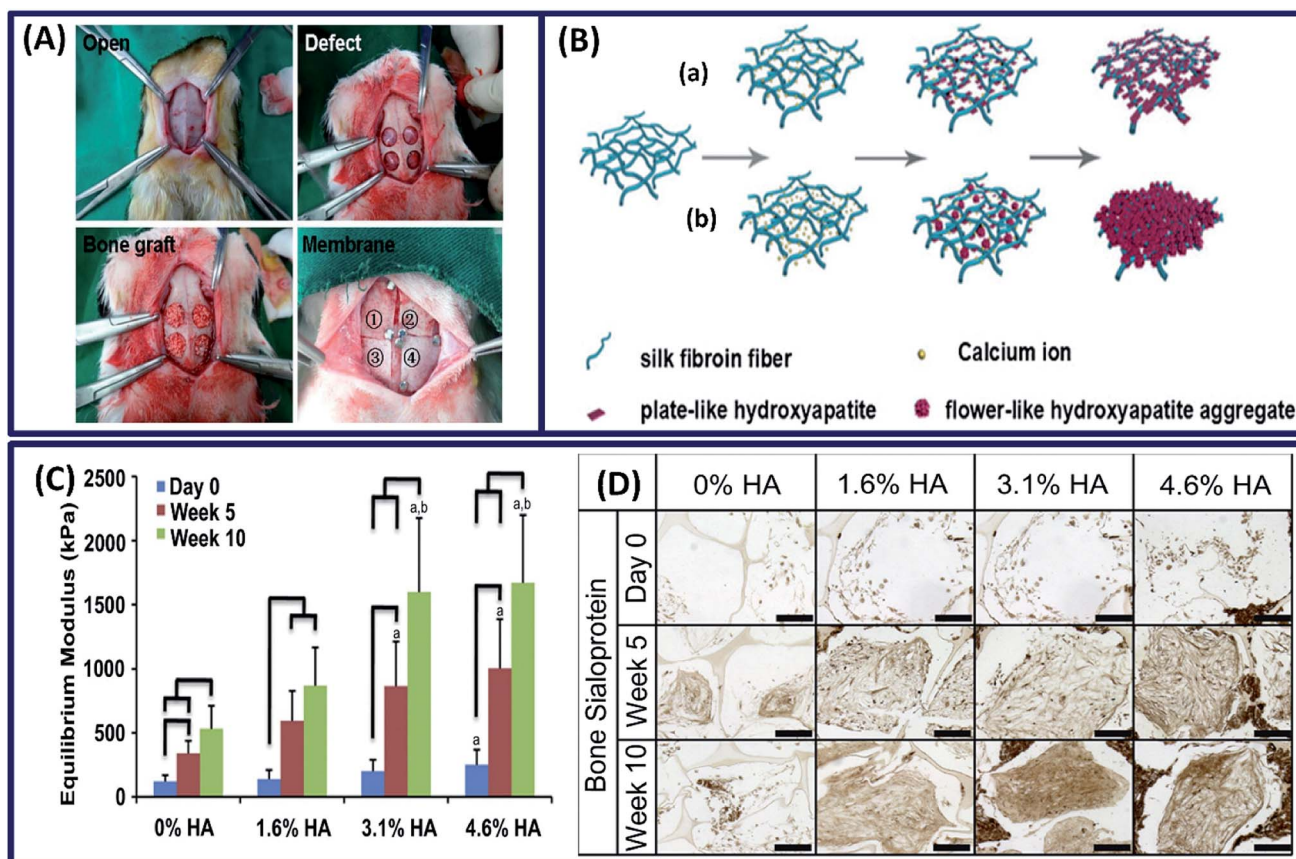 (A)
Open
Defect
Bone graft
Membrane
① ②
③ ④
(B)
(a)
(b)
silk fibroin fiber
Calcium ion
plate-like hydroxyapatite
flower-like hydroxyapatite aggregate
(C)
Equilibrium Modulus (kPa)
2500
2000
1500
1000
500
0
Day 0
Week 5
Week 10
a,b
a,b
a
a
a
0% HA
1.6% HA
3.1% HA
4.6% HA
(D)
0% HA
1.6% HA
3.1% HA
4.6% HA
Bone Sialoprotein
Day 0
Week 5
Week 10